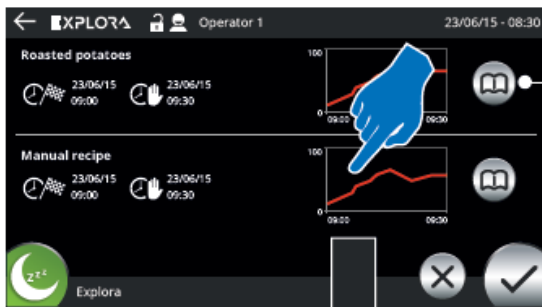 EXPLORA Operator 1 23/06/15 - 08:30
Roasted potatoes
100
23/06/15 23/06/15
09:00 09:30
0
09:00 09:30
Manual recipe
100
23/06/15 23/06/15
09:00 09:30
0
09:00 09:30
zzz
Explora